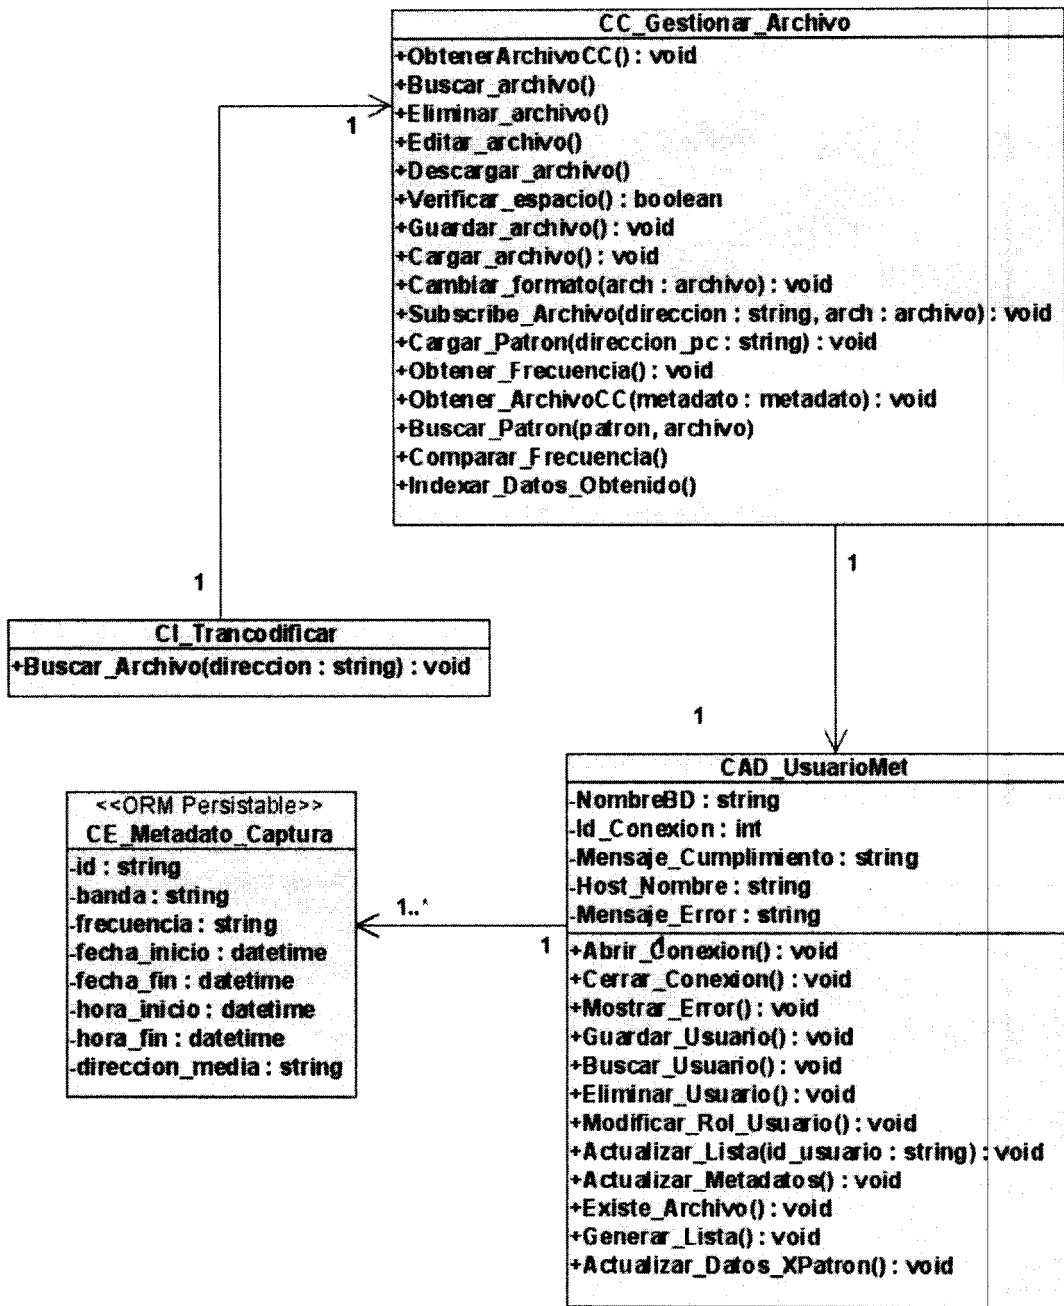 CC_Gestionar_Archivo
+ObtenerArchivoCC() : void
+Buscar_archivo()
+Eliminar_archivo()
+Editar_archivo()
+Descargar_archivo()
+Verificar_espacio() : boolean
+Guardar_archivo() : void
+Cargar_archivo() : void
+Cambiar_formato(arch : archivo) : void
+Subscribe_Archivo(direccion : string, arch : archivo) : void
+Cargar_Patron(direccion_pc : string) : void
+Obtener_Frecuencia() : void
+Obtener_ArchivoCC(metadato : metadato) : void
+Buscar_Patron(patron, archivo)
+Comparar_Frecuencia()
+Indexar_Datos_Obtenido()
1
1
1
CI_Trancodificar
+Buscar_Archivo(direccion : string) : void
1
CAD_UsuarioMet
-NombreBD : string
-Id_Conexion : int
-Mensaje_Cumplimiento : string
-Host_Nombre : string
-Mensaje_Error : string
+Abrir_Conexion() : void
+Cerrar_Conexion() : void
+Mostrar_Error() : void
+Guardar_Usuario() : void
+Buscar_Usuario() : void
+Eliminar_Usuario() : void
+Modificar_Rol_Usuario() : void
+Actualizar_Lista(id_usuario : string) : void
+Actualizar_Metadatos() : void
+Existe_Archivo() : void
+Generar_Lista() : void
+Actualizar_Datos_XPatron() : void
<<ORM Persistable>>
CE_Metadato_Captura
-id : string
-banda : string
-frecuencia : string
-fecha_inicio : datetime
-fecha_fin : datetime
-hora_inicio : datetime
-hora_fin : datetime
-direccion_media : string
1..*
1
1